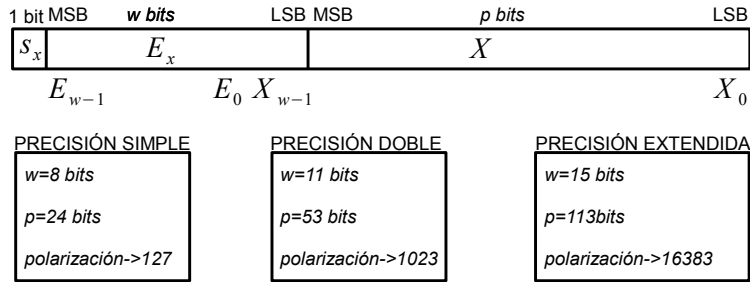 1 bit MSB w bits LSB MSB p bits LSB
s_x E_x X
E_{w-1} E_0 X_{w-1} X_0
PRECISIÓN SIMPLE PRECISIÓN DOBLE PRECISIÓN EXTENDIDA
w=8 bits w=11 bits w=15 bits
p=24 bits p=53 bits p=113bits
polarización->127 polarización->1023 polarización->16383